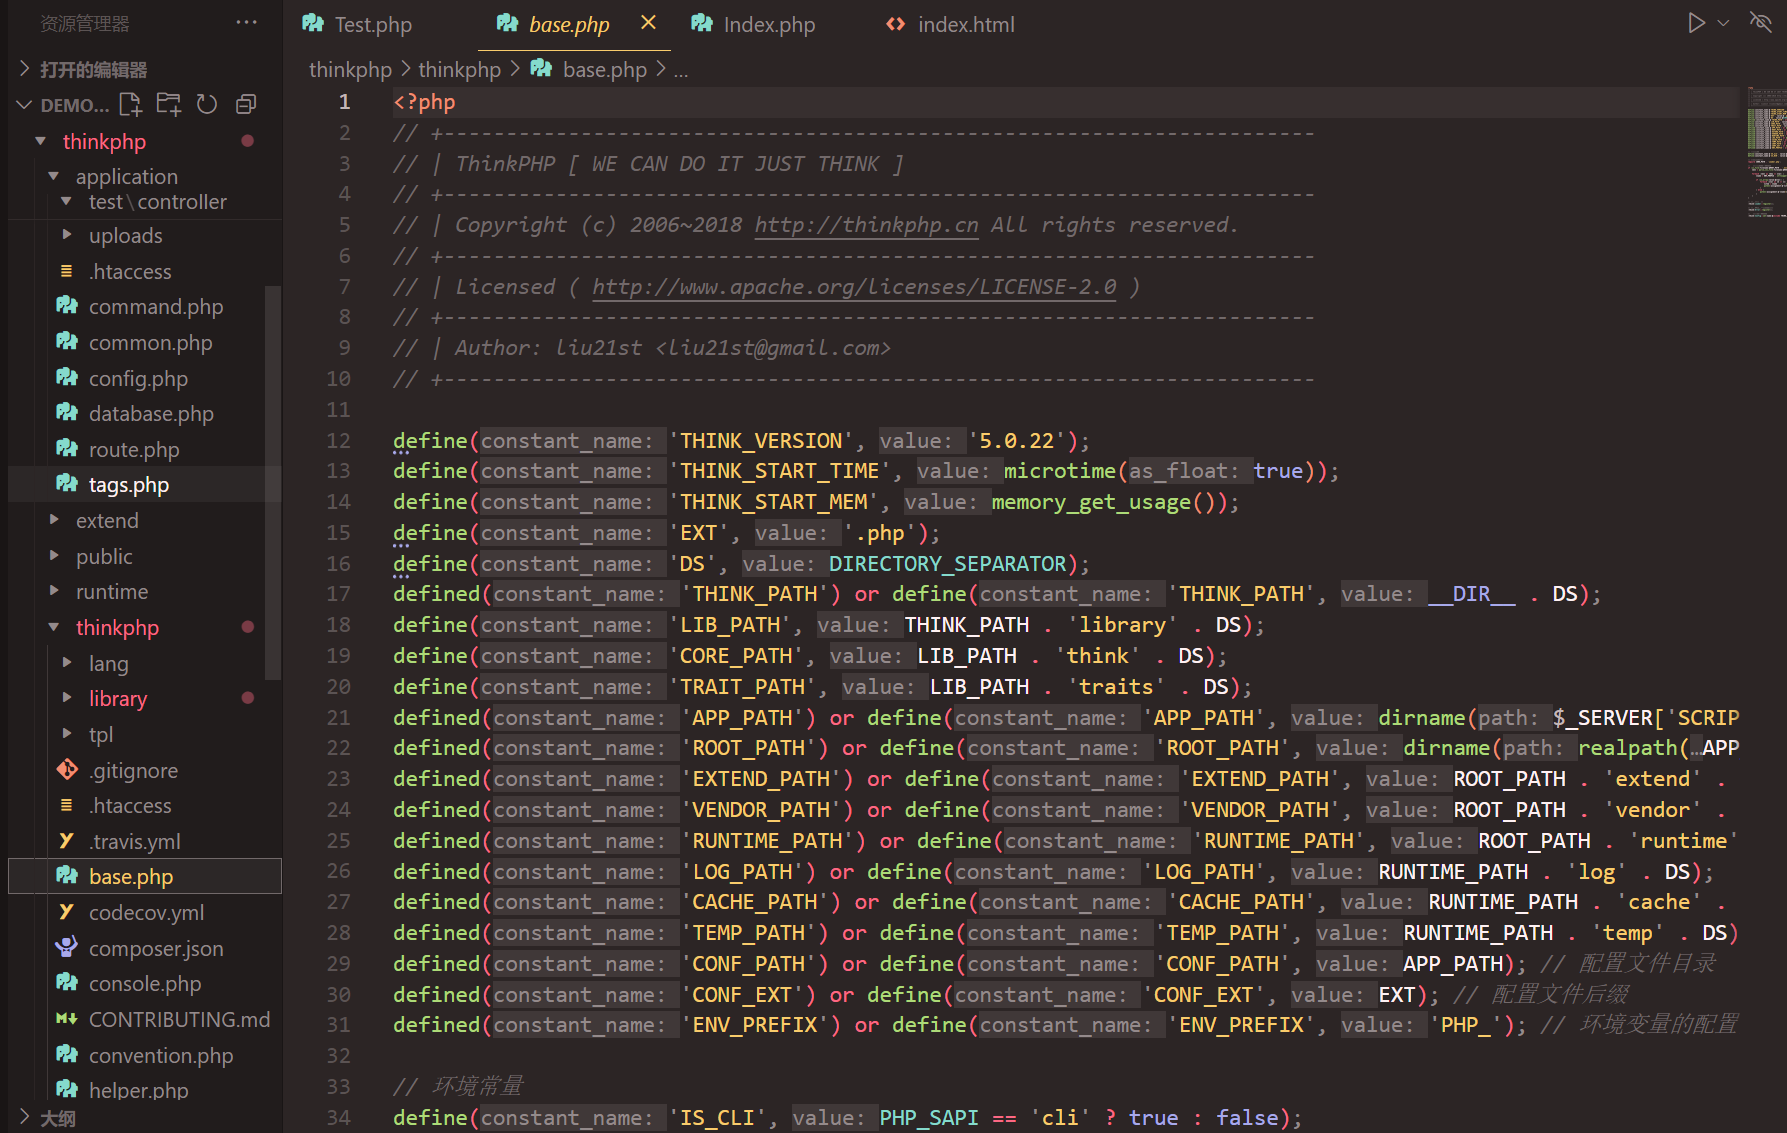 资源管理器
打开的编辑器
DEMO...
thinkphp
application
test\controller
uploads
.htaccess
command.php
common.php
config.php
database.php
route.php
tags.php
extend
public
runtime
thinkphp
lang
library
tpl
.gitignore
.htaccess
.travis.yml
base.php
codecov.yml
composer.json
console.php
CONTRIBUTING.md
convention.php
helper.php
大纲
Test.php
base.php
Index.php
index.html
thinkphp > thinkphp > base.php > ...
1 <?php
2 // +----------------------------------------------------------------------
3 // | ThinkPHP [ WE CAN DO IT JUST THINK ]
4 // +----------------------------------------------------------------------
5 // | Copyright (c) 2006~2018 http://thinkphp.cn All rights reserved.
6 // +----------------------------------------------------------------------
7 // | Licensed ( http://www.apache.org/licenses/LICENSE-2.0 )
8 // +----------------------------------------------------------------------
9 // | Author: liu21st <liu21st@gmail.com>
10 // +----------------------------------------------------------------------
11
12 define(constant_name: 'THINK_VERSION', value: '5.0.22');
13 define(constant_name: 'THINK_START_TIME', value: microtime(as_float: true));
14 define(constant_name: 'THINK_START_MEM', value: memory_get_usage());
15 define(constant_name: 'EXT', value: '.php');
16 define(constant_name: 'DS', value: DIRECTORY_SEPARATOR);
17 defined(constant_name: 'THINK_PATH') or define(constant_name: 'THINK_PATH', value: __DIR__ . DS);
18 define(constant_name: 'LIB_PATH', value: THINK_PATH . 'library' . DS);
19 define(constant_name: 'CORE_PATH', value: LIB_PATH . 'think' . DS);
20 define(constant_name: 'TRAIT_PATH', value: LIB_PATH . 'traits' . DS);
21 defined(constant_name: 'APP_PATH') or define(constant_name: 'APP_PATH', value: dirname(path: $_SERVER['SCRIP
22 defined(constant_name: 'ROOT_PATH') or define(constant_name: 'ROOT_PATH', value: dirname(path: realpath(…APP
23 defined(constant_name: 'EXTEND_PATH') or define(constant_name: 'EXTEND_PATH', value: ROOT_PATH . 'extend' .
24 defined(constant_name: 'VENDOR_PATH') or define(constant_name: 'VENDOR_PATH', value: ROOT_PATH . 'vendor' .
25 defined(constant_name: 'RUNTIME_PATH') or define(constant_name: 'RUNTIME_PATH', value: ROOT_PATH . 'runtime'
26 defined(constant_name: 'LOG_PATH') or define(constant_name: 'LOG_PATH', value: RUNTIME_PATH . 'log' . DS);
27 defined(constant_name: 'CACHE_PATH') or define(constant_name: 'CACHE_PATH', value: RUNTIME_PATH . 'cache' .
28 defined(constant_name: 'TEMP_PATH') or define(constant_name: 'TEMP_PATH', value: RUNTIME_PATH . 'temp' . DS)
29 defined(constant_name: 'CONF_PATH') or define(constant_name: 'CONF_PATH', value: APP_PATH); // 配置文件目录
30 defined(constant_name: 'CONF_EXT') or define(constant_name: 'CONF_EXT', value: EXT); // 配置文件后缀
31 defined(constant_name: 'ENV_PREFIX') or define(constant_name: 'ENV_PREFIX', value: 'PHP_'); // 环境变量的配置
32
33 // 环境常量
34 define(constant_name: 'IS_CLI', value: PHP_SAPI == 'cli' ? true : false);